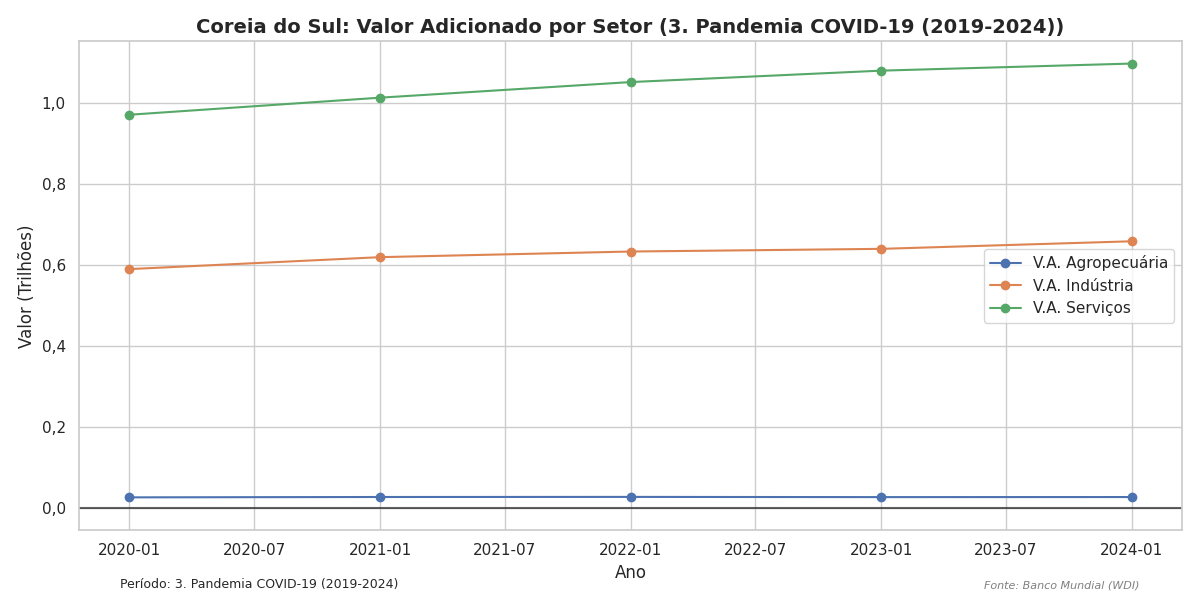 Coreia do Sul: Valor Adicionado por Setor (3. Pandemia COVID-19 (2019-2024))
Valor (Trilhões)
1,0
0,8
0,6
0,4
0,2
0,0
V.A. Agropecuária
V.A. Indústria
V.A. Serviços
2020-01 2020-07 2021-01 2021-07 2022-01 2022-07 2023-01 2023-07 2024-01
Ano
Período: 3. Pandemia COVID-19 (2019-2024)
Fonte: Banco Mundial (WDI)